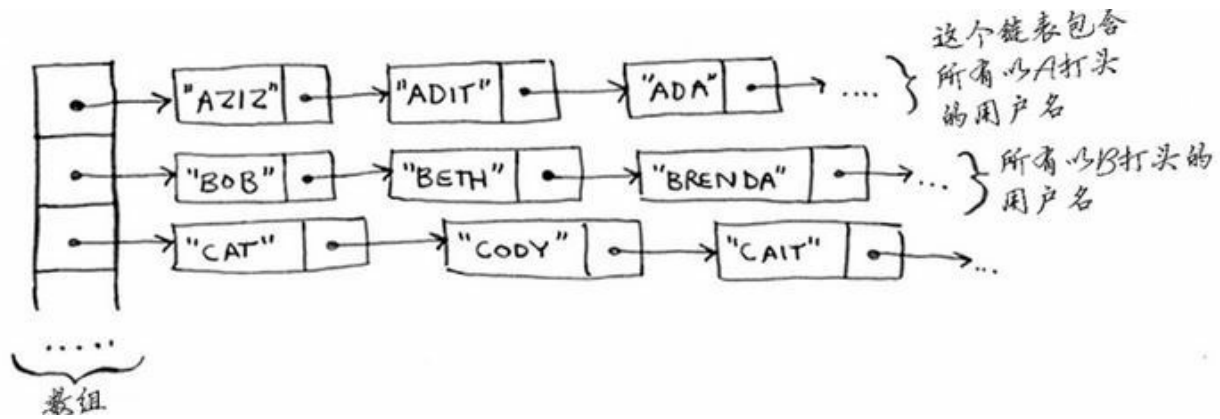 "AZIZ" "ADIT" "ADA" ....
这个链表包含
所有以A打头
的用户名
"BOB" "BETH" "BRENDA" ...
所有以B打头的
用户名
"CAT" "CODY" "CAIT" ...
.....
数组